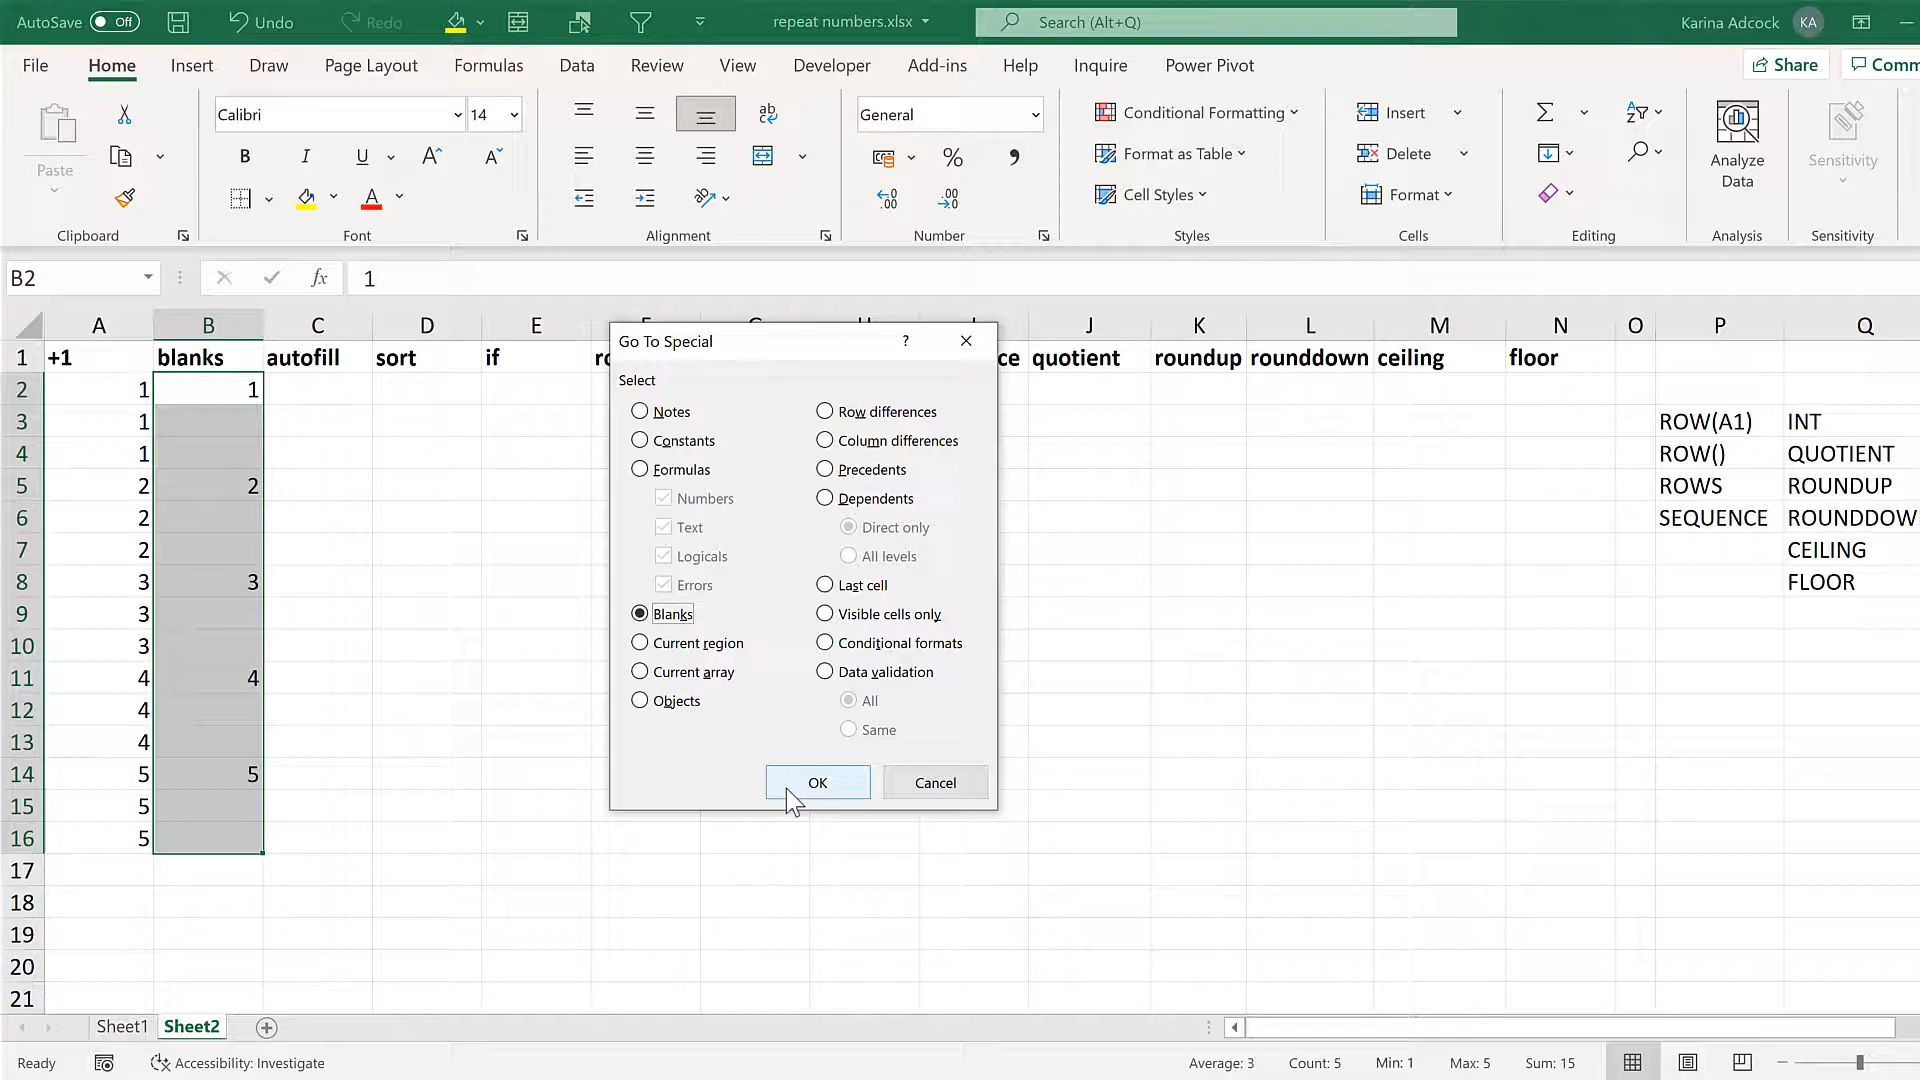 AutoSave Off Undo Redo repeat numbers.xlsx Search (Alt+Q) Karina Adcock KA
File Home Insert Draw Page Layout Formulas Data Review View Developer Add-ins Help Inquire Power Pivot Share Comm
Paste Calibri 14 General Conditional Formatting Insert
B I U A A % Format as Table Delete Analyze Data Sensitivity
A Cell Styles Format
Clipboard Font Alignment Number Styles Cells Editing Analysis Sensitivity
B2 fx 1
A B C D E J K L M N O P Q
1 +1 blanks autofill sort if ro ce quotient roundup rounddown ceiling floor
2 1 1
3 1 ROW(A1) INT
4 1 ROW() QUOTIENT
5 2 2 ROWS ROUNDUP
6 2 SEQUENCE ROUNDDOW
7 2 CEILING
8 3 3 FLOOR
9 3
10 3
11 4 4
12 4
13 4
14 5 5
15 5
16 5
17
18
19
20
21
Go To Special ?
Select
Notes Row differences
Constants Column differences
Formulas Precedents
Numbers Dependents
Text Direct only
Logicals All levels
Errors Last cell
Blanks Visible cells only
Current region Conditional formats
Current array Data validation
Objects All
Same
OK Cancel
Sheet1 Sheet2
Ready Accessibility: Investigate Average: 3 Count: 5 Min: 1 Max: 5 Sum: 15